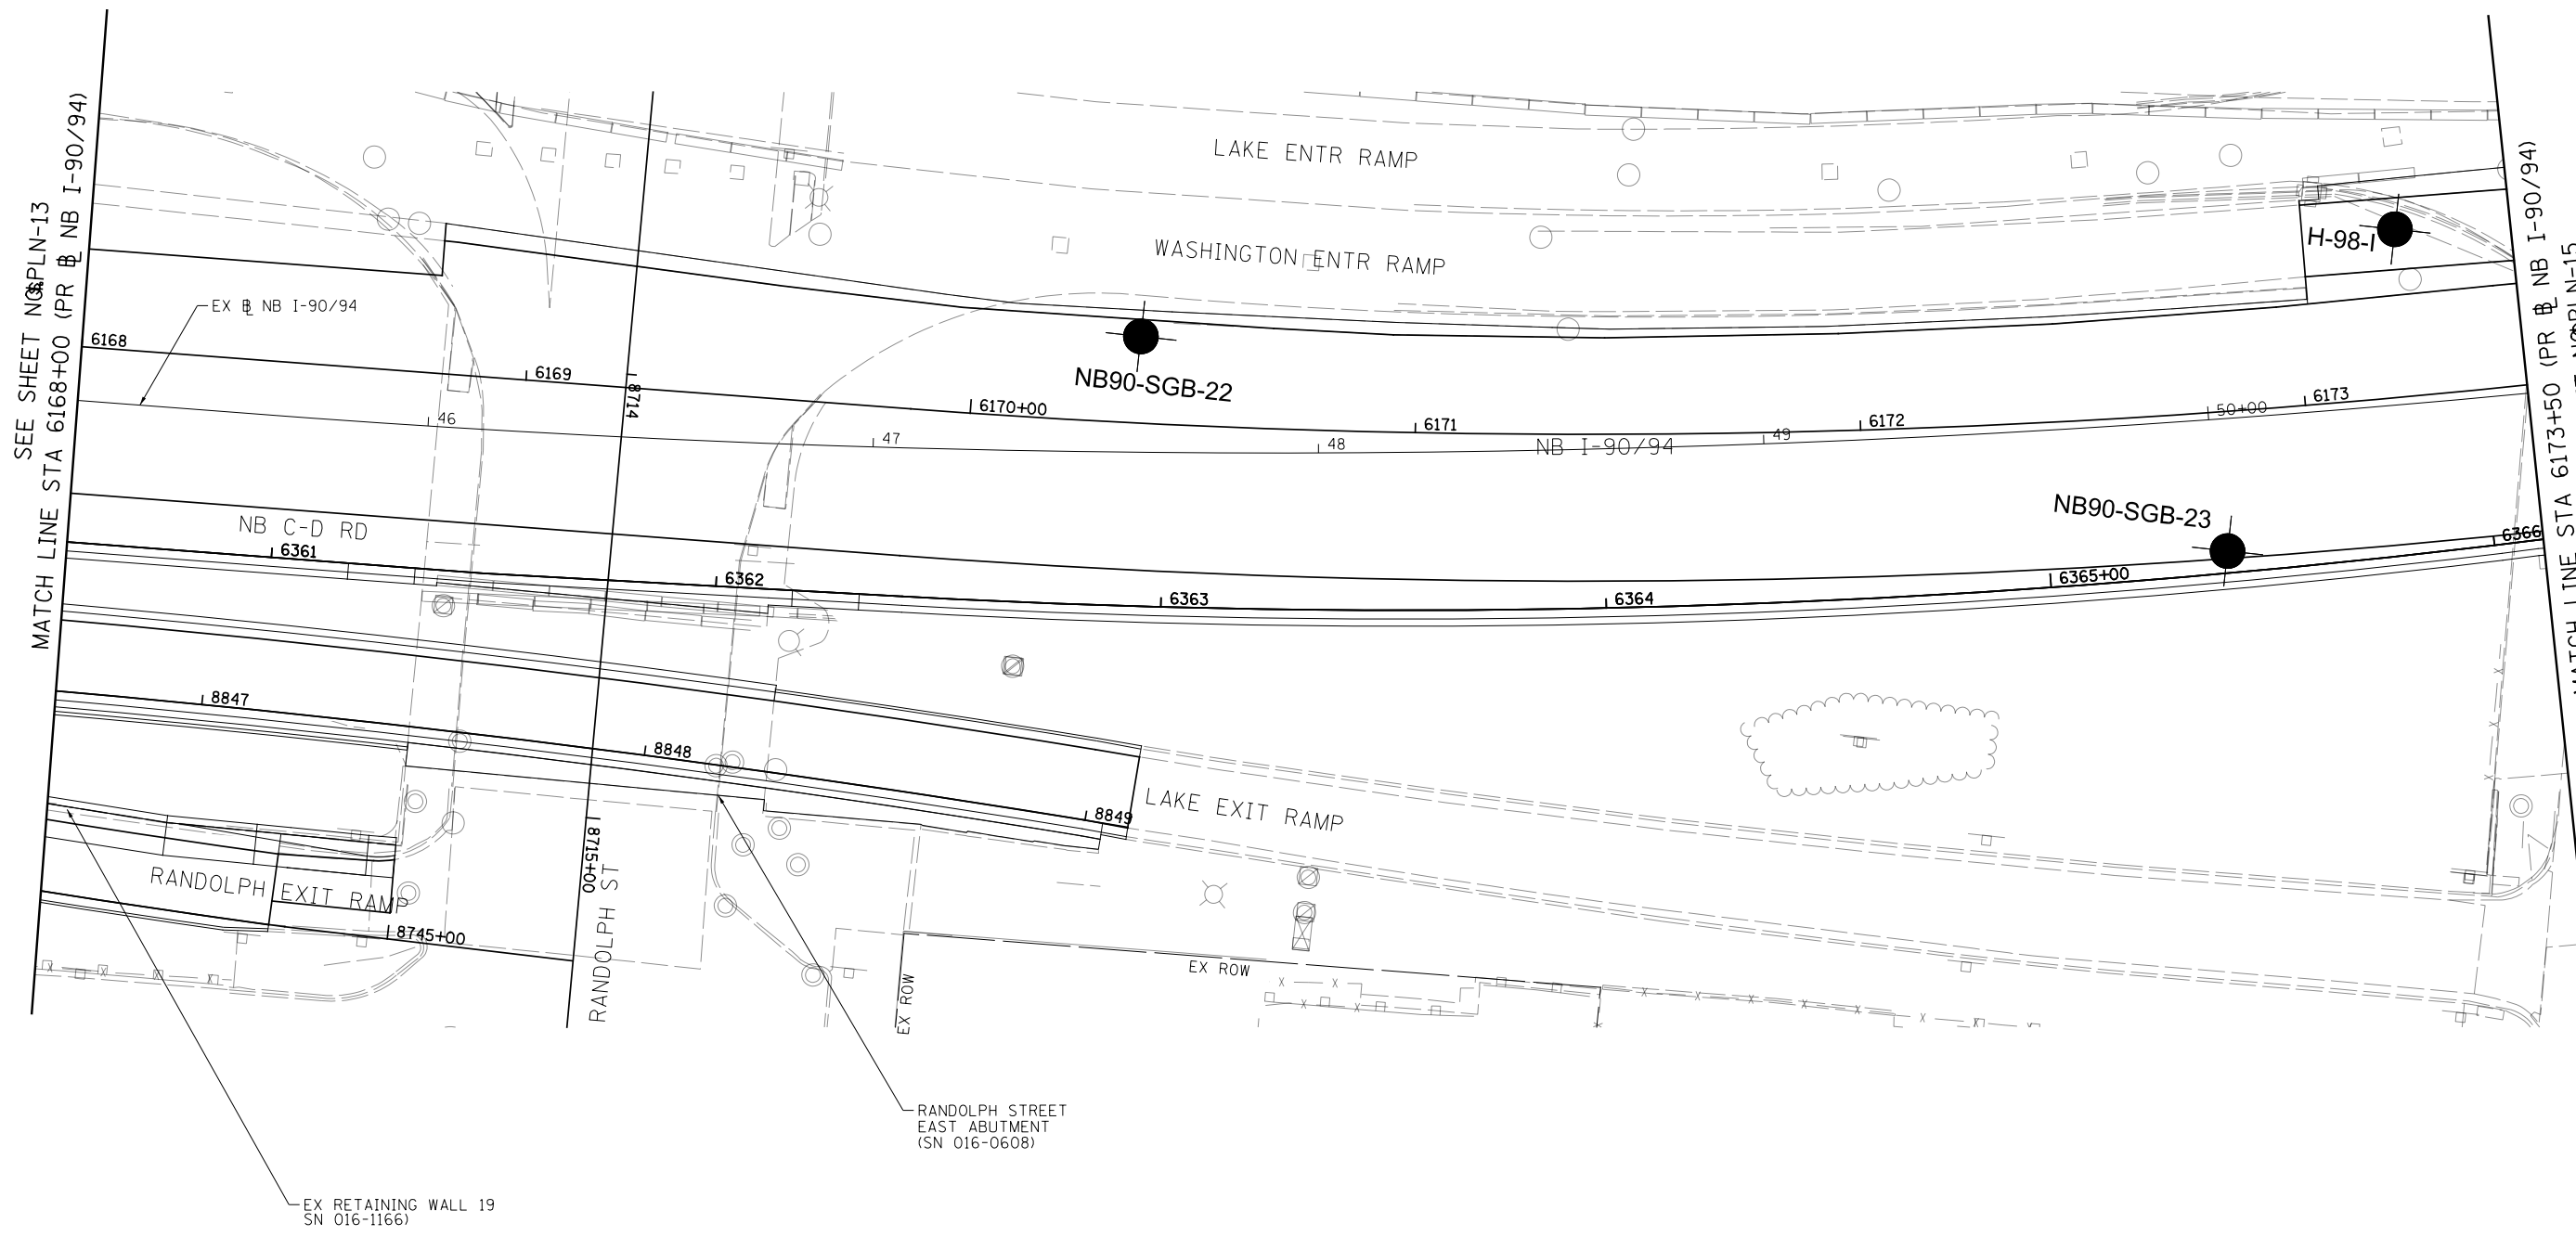 SEE SHEET NO. PLN-13
MATCH LINE STA 6168+00 (PR B NB I-90/94)
LAKE ENTR RAMP
WASHINGTON ENTR RAMP
H-98-I
EX B NB I-90/94
6168
6169
8714
NB90-SGB-22
6170+00
6171
6172
6173
46
47
48
49
50+00
NB I-90/94
NB C-D RD
NB90-SGB-23
6361
6362
6363
6364
6365+00
6366
8847
8848
8849
LAKE EXIT RAMP
RANDOLPH EXIT RAMP
8745+00
8715+00
RANDOLPH ST
EX ROW
EX ROW
RANDOLPH STREET
EAST ABUTMENT
(SN 016-0608)
EX RETAINING WALL 19
SN 016-1166)
MATCH LINE STA 6173+50 (PR B NB I-90/94)
PLN-15